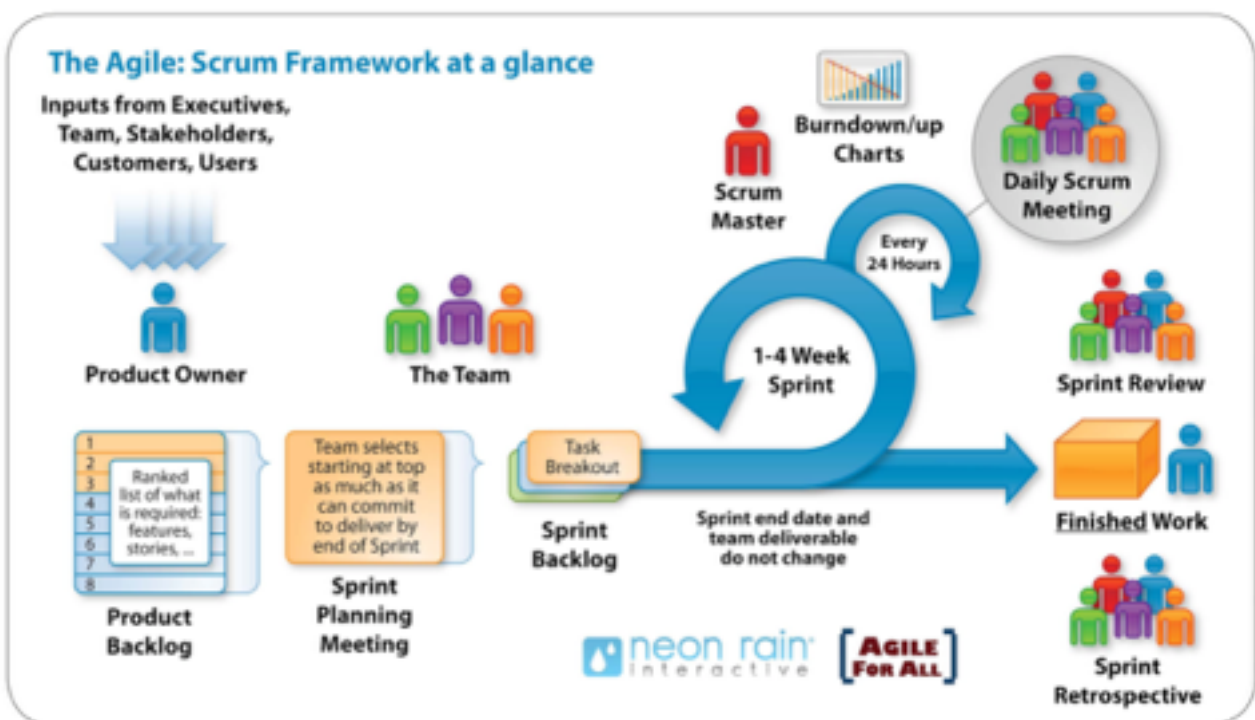 The Agile: Scrum Framework at a glance
Inputs from Executives,
Team, Stakeholders,
Customers, Users
Product Owner
The Team
Scrum
Master
Burndown/up
Charts
Daily Scrum
Meeting
Every
24 Hours
1-4 Week
Sprint
Sprint Review
1
2
3
4
5
6
7
8
Ranked
list of what
is required:
features,
stories, ...
Product
Backlog
Team selects
starting at top
as much as it
can commit
to deliver by
end of Sprint
Sprint
Planning
Meeting
Task
Breakout
Sprint
Backlog
Sprint end date and
team deliverable
do not change
Finished Work
Sprint
Retrospective
neon rain
interactive
AGILE
FOR ALL